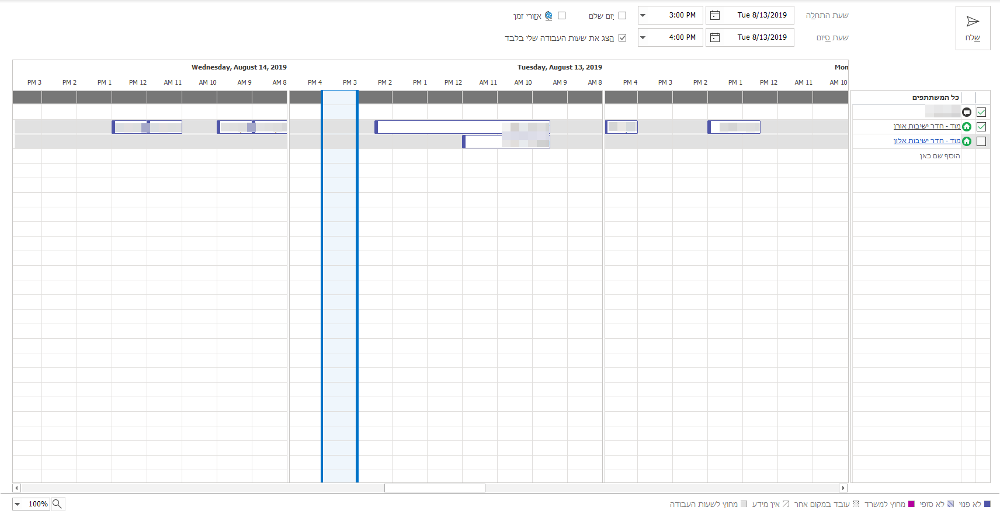 שלח
שעת התחלה
Tue 8/13/2019
3:00 PM
יום שלם
אזורי זמן
שעת סיום
Tue 8/13/2019
4:00 PM
הצג את שעות העבודה שלי בלבד
Mon
Tuesday, August 13, 2019
Wednesday, August 14, 2019
AM 10 AM 11 PM 12 PM 1 PM 2 PM 3 PM 4 AM 8 AM 9 AM 10 AM 11 PM 12 PM 1 PM 2 PM 3 PM 4 AM 8 AM 9 AM 10 AM 11 PM 12 PM 1 PM 2 PM 3
כל המשתתפים
מוד - חדר ישיבות אורן
מוד - חדר ישיבות אלון
הוסף שם כאן
לא פנוי לא סופי מחוץ למשרד עובד במקום אחר אין מידע מחוץ לשעות העבודה
100%